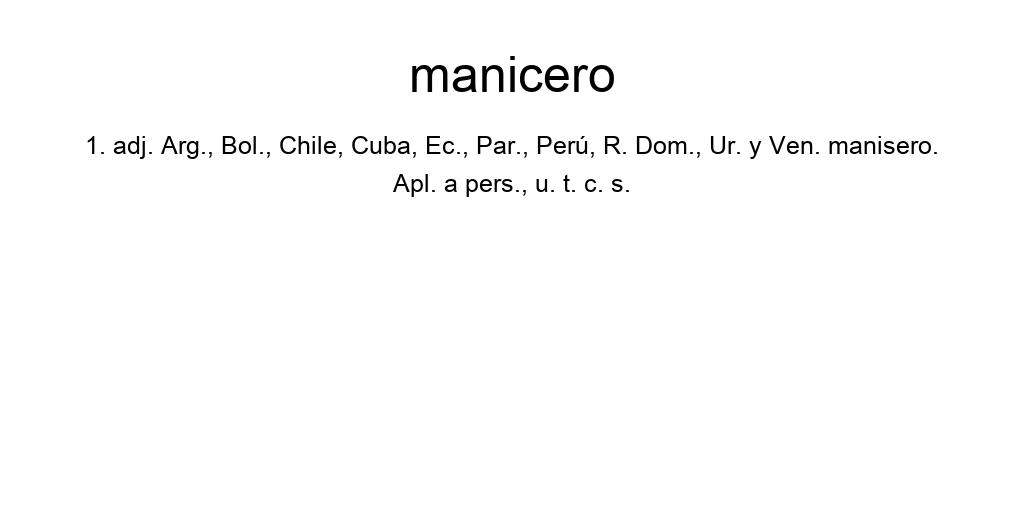 manicero
1. adj. Arg., Bol., Chile, Cuba, Ec., Par., Perú, R. Dom., Ur. y Ven. manisero.
Apl. a pers., u. t. c. s.